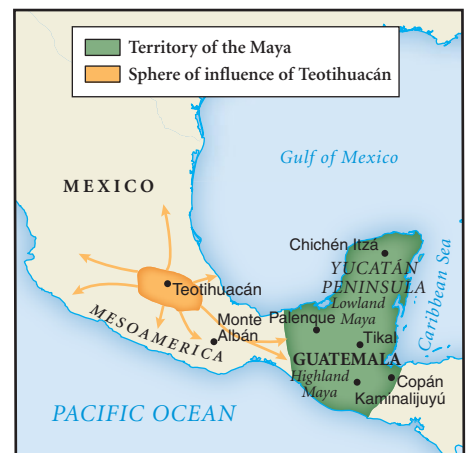 Territory of the Maya
Sphere of influence of Teotihuacán
Gulf of Mexico
MEXICO
Chichén Itzá
YUCATÁN
PENINSULA
Lowland
Maya
Caribbean Sea
Teotihuacán
MESOAMERICA
Monte
Albán
Palenque
Tikal
GUATEMALA
Highland
Maya
Copán
Kaminalijuyú
PACIFIC OCEAN